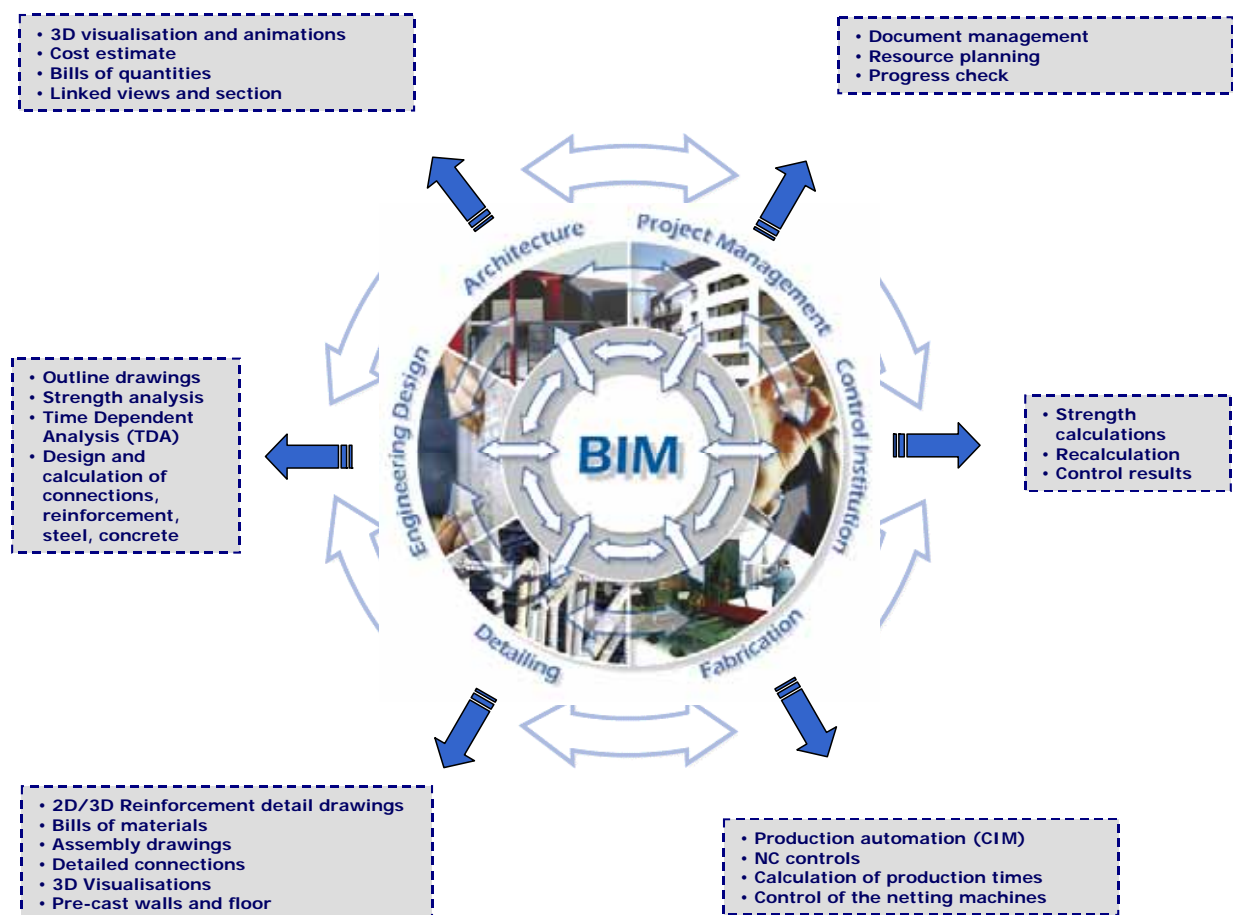 • 3D visualisation and animations
• Cost estimate
• Bills of quantities
• Linked views and section
• Document management
• Resource planning
• Progress check
Architecture
Project Management
• Outline drawings
• Strength analysis
• Time Dependent
Analysis (TDA)
• Design and
calculation of
connections,
reinforcement,
steel, concrete
Engineering Design
BIM
Control Institution
• Strength
calculations
• Recalculation
• Control results
Detailing
Fabrication
• 2D/3D Reinforcement detail drawings
• Bills of materials
• Assembly drawings
• Detailed connections
• 3D Visualisations
• Pre-cast walls and floor
• Production automation (CIM)
• NC controls
• Calculation of production times
• Control of the netting machines